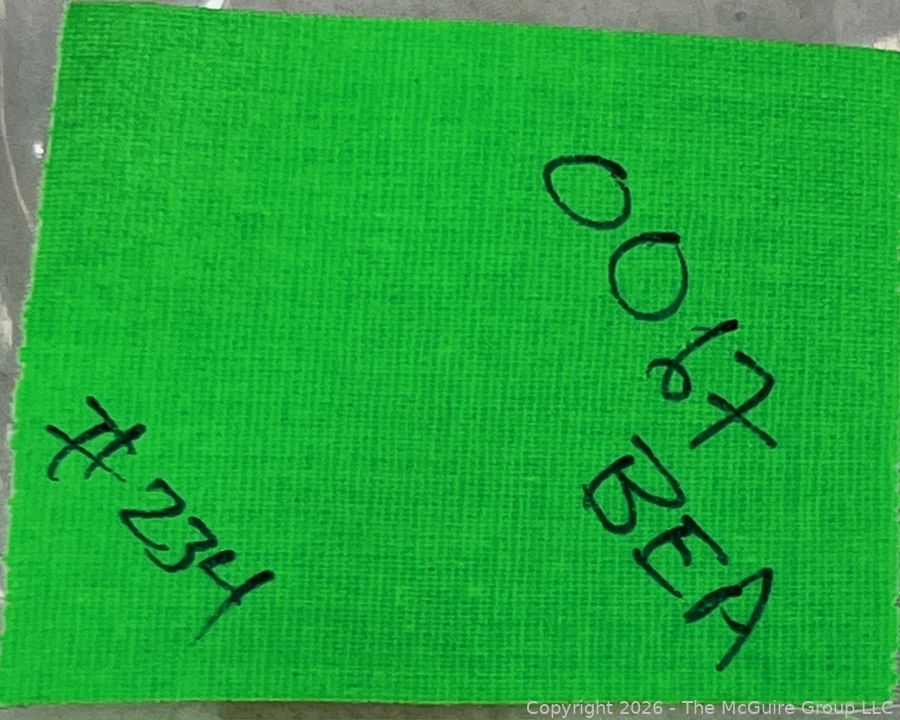 0067
BEA
#234
Copyright 2026 - The McGuire Group LLC